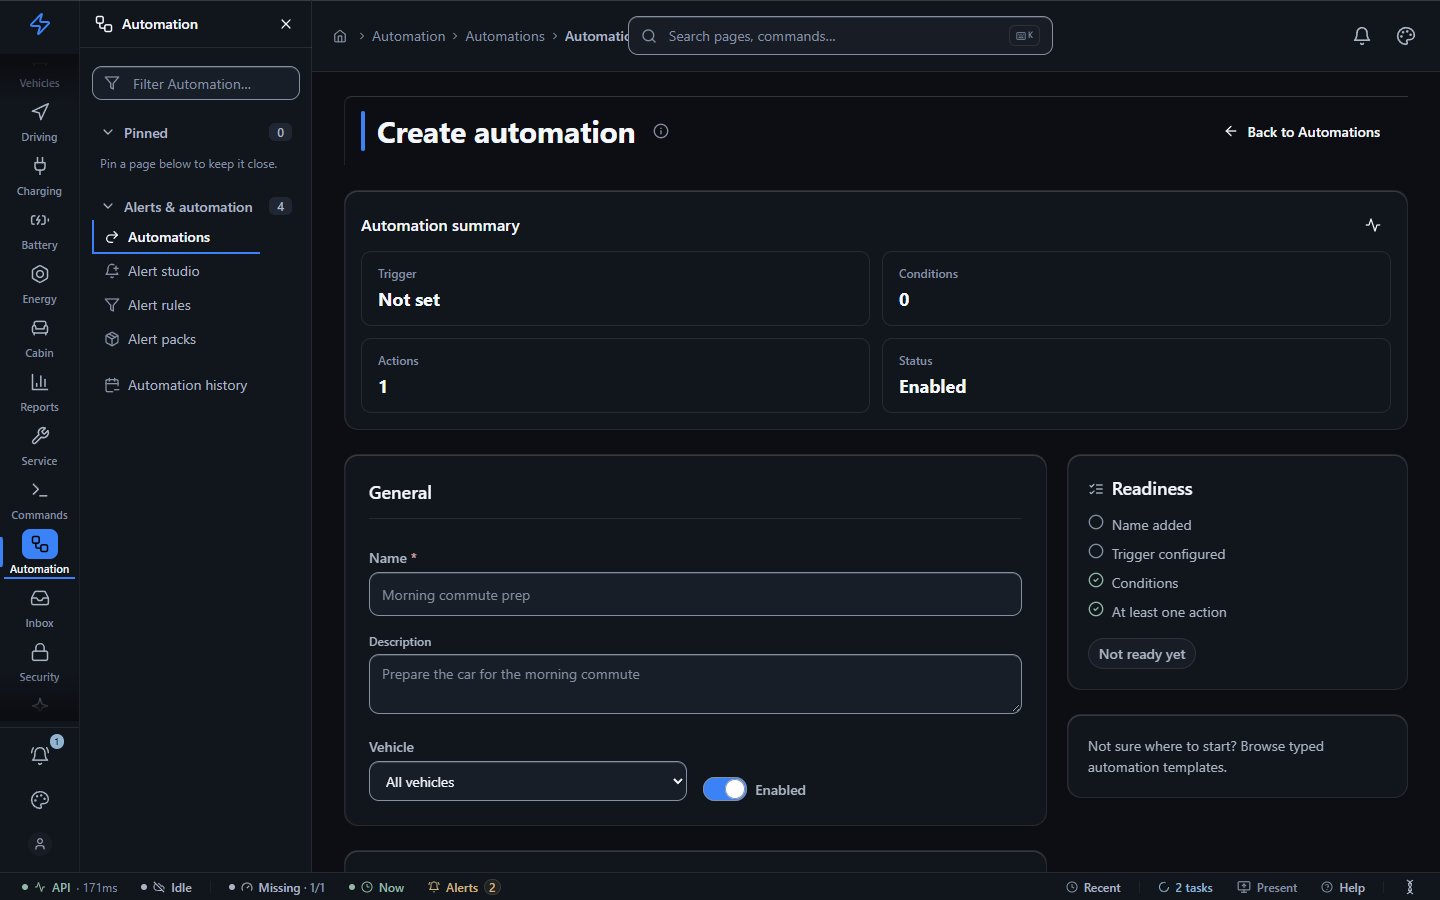 Vehicles
Driving
Charging
Battery
Energy
Cabin
Reports
Service
Commands
Automation
Inbox
Security
1
Automation
Filter Automation...
Pinned
0
Pin a page below to keep it close.
Alerts & automation
4
Automations
Alert studio
Alert rules
Alert packs
Automation history
Automation
Automations
Automatic
Search pages, commands...
K
Create automation
Back to Automations
Automation summary
Trigger
Not set
Conditions
0
Actions
1
Status
Enabled
General
Name *
Morning commute prep
Description
Prepare the car for the morning commute
Vehicle
All vehicles
Enabled
Readiness
Name added
Trigger configured
Conditions
At least one action
Not ready yet
Not sure where to start? Browse typed
automation templates.
API · 171ms
Idle
Missing · 1/1
Now
Alerts 2
Recent
2 tasks
Present
Help